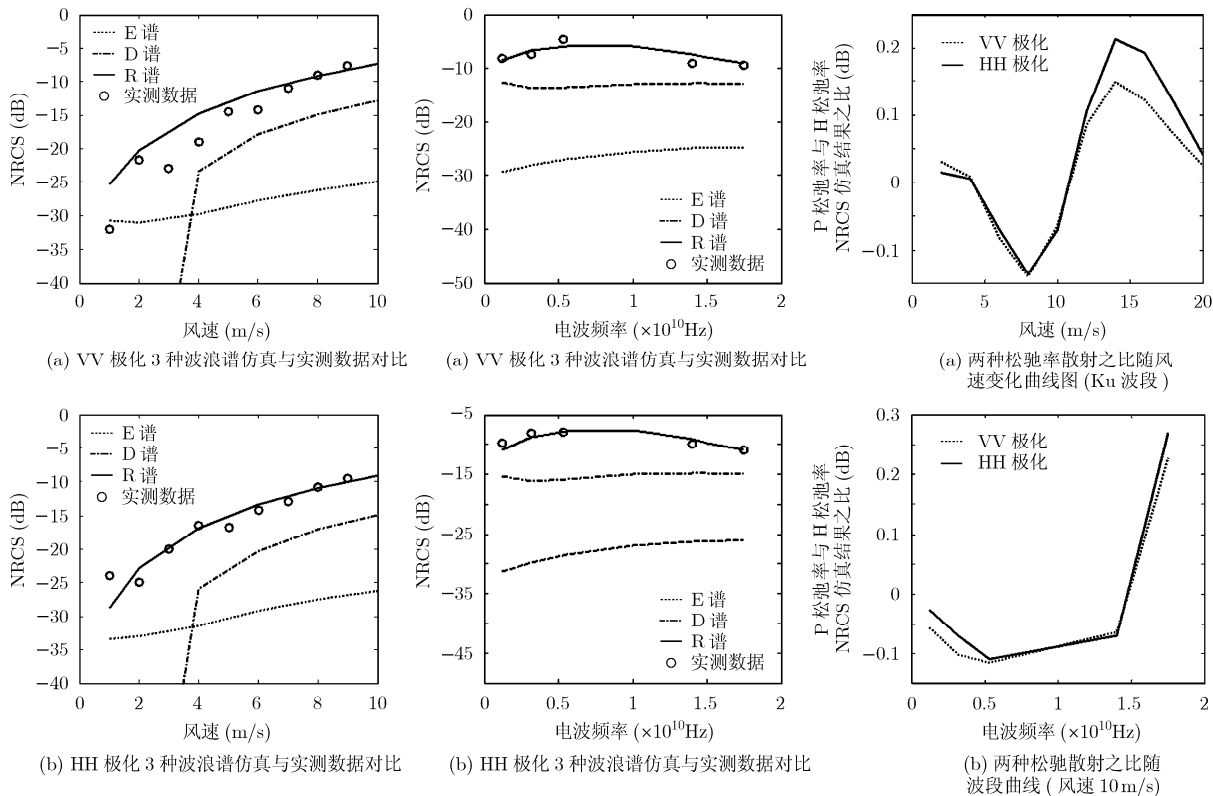 0
−5
−10
−15
−20
−25
−30
−35
−40
NRCS (dB)
E 谱
D 谱
R 谱
实测数据
0 2 4 6 8 10
风速 (m/s)
(a) VV 极化 3 种波浪谱仿真与实测数据对比
0
−10
−20
−30
−40
−50
NRCS (dB)
E 谱
D 谱
R 谱
实测数据
0 0.5 1 1.5 2
电波频率 (×10¹⁰Hz)
(a) VV 极化 3 种波浪谱仿真与实测数据对比
0.2
0.1
0
−0.1
P 松弛率与 H 松弛率
NRCS 仿真结果之比 (dB)
VV 极化
HH 极化
0 5 10 15 20
风速 (m/s)
(a) 两种松弛率散射之比随风
速变化曲线图 (Ku 波段 )
0
−5
−10
−15
−20
−25
−30
−35
−40
NRCS (dB)
E 谱
D 谱
R 谱
实测数据
0 2 4 6 8 10
风速 (m/s)
(b) HH 极化 3 种波浪谱仿真与实测数据对比
−5
−15
−25
−35
−45
NRCS (dB)
E 谱
D 谱
R 谱
实测数据
0 0.5 1 1.5 2
电波频率 (×10¹⁰Hz)
(b) HH 极化 3 种波浪谱仿真与实测数据对比
0.3
0.2
0.1
0
−0.1
P 松弛率与 H 松弛率
NRCS 仿真结果之比 (dB)
VV 极化
HH 极化
0 0.5 1 1.5 2
电波频率 (×10¹⁰Hz)
(b) 两种松驰散射之比随
波段曲线 ( 风速 10 m/s)